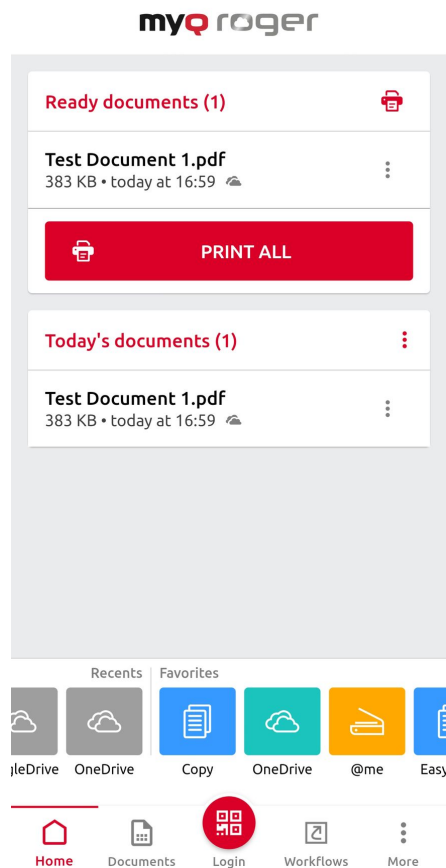 myQ roger
Ready documents (1)
Test Document 1.pdf
383 KB • today at 16:59
PRINT ALL
Today's documents (1)
Test Document 1.pdf
383 KB • today at 16:59
Recents Favorites
gleDrive OneDrive Copy OneDrive @me Easy
Home Documents Login Workflows More